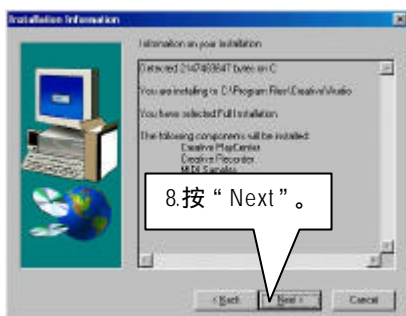 Installation Information
Information on your installation
Detected 2147483647 bytes on C
You are installing to C:\Program Files\Creative\Audio
You have selected Full Installation
The following components will be installed:
Creative PlayCenter
Creative Recorder
MIDI Samples
8.按“Next”。
< Back
Next >
Cancel